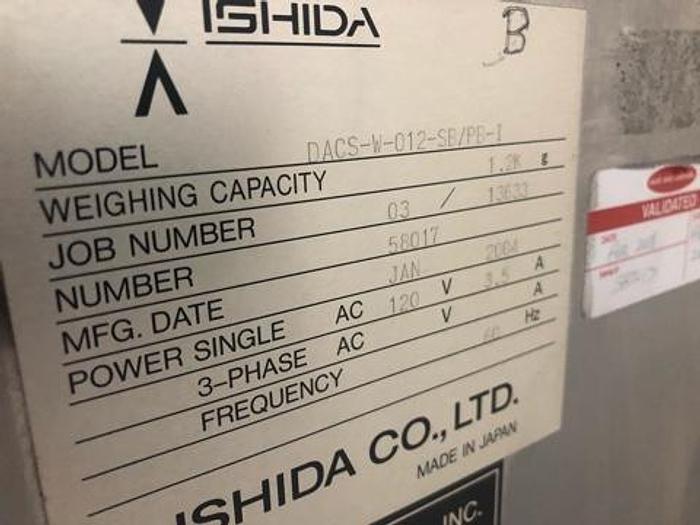 ISHIDA
B
MODEL DACS-W-012-SB/PB-I
WEIGHING CAPACITY 1.2K g
JOB NUMBER 03 / 13633
NUMBER 58017
MFG. DATE JAN 2004
POWER SINGLE AC 120 V 3.5 A
3-PHASE AC V A
FREQUENCY 60 Hz
ISHIDA CO., LTD.
MADE IN JAPAN
INC.
VALIDATED